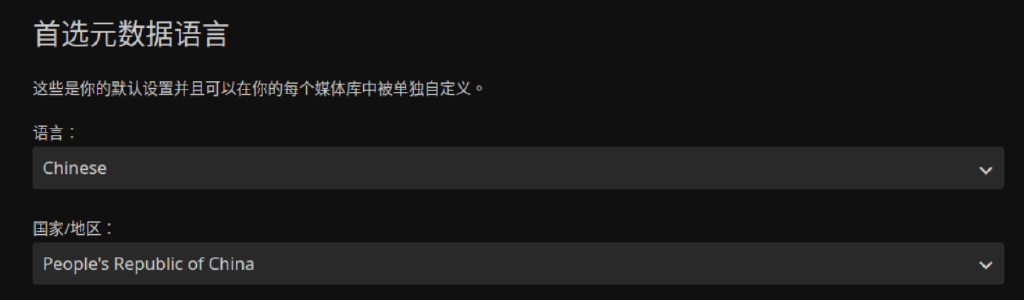 首选元数据语言
这些是你的默认设置并且可以在你的每个媒体库中被单独自定义。
语言：
Chinese
国家/地区：
People's Republic of China